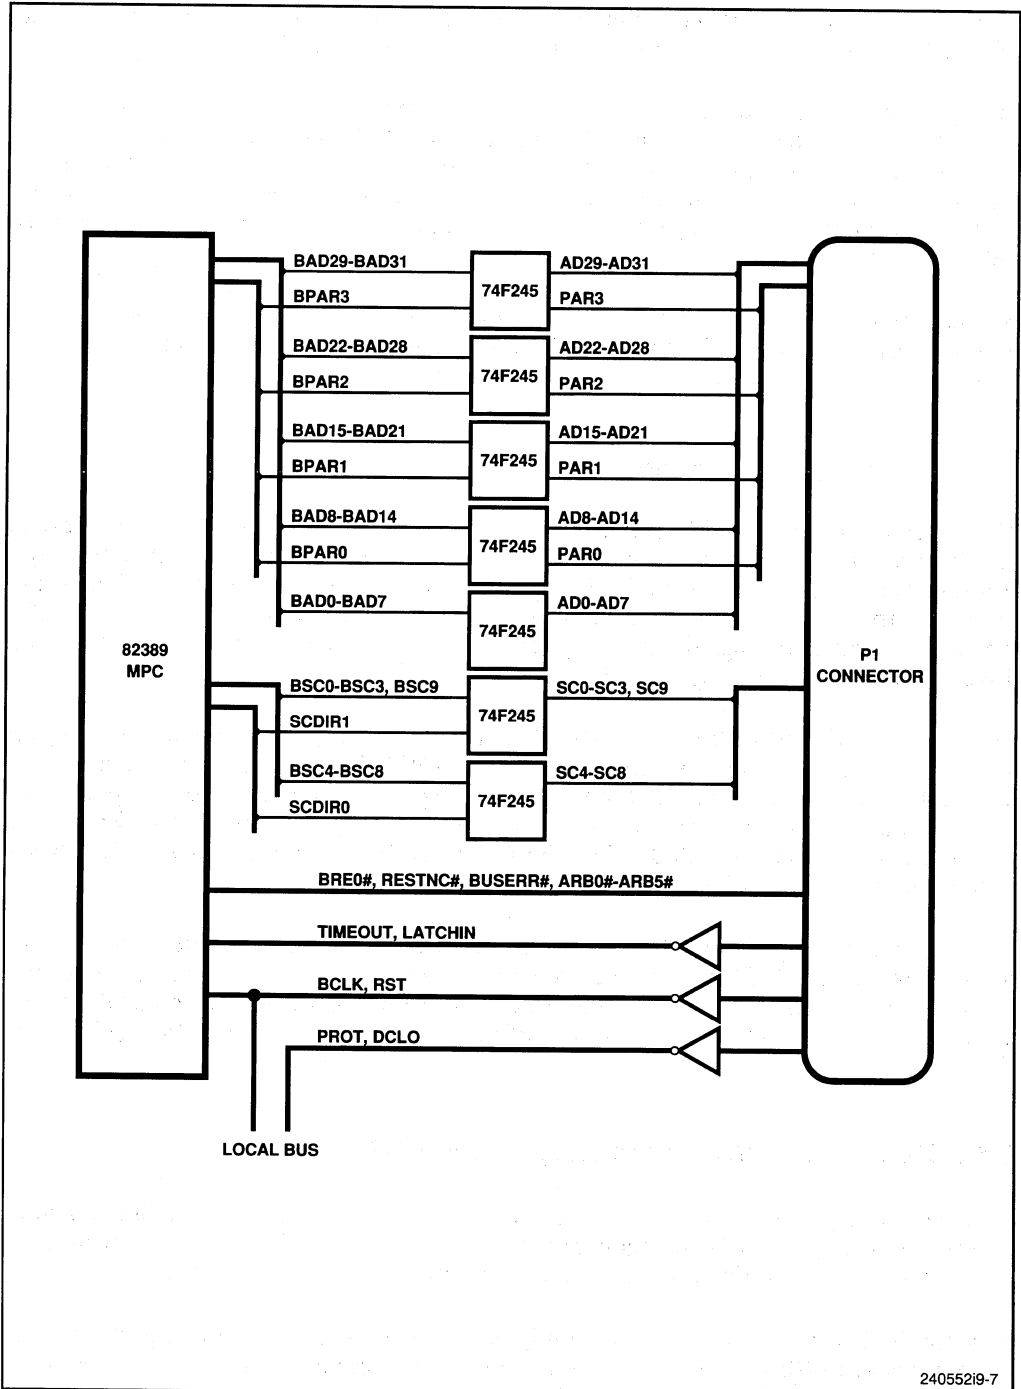 BAD29-BAD31
74F245
AD29-AD31
BPAR3
PAR3
BAD22-BAD28
74F245
AD22-AD28
BPAR2
PAR2
BAD15-BAD21
74F245
AD15-AD21
BPAR1
PAR1
BAD8-BAD14
74F245
AD8-AD14
BPAR0
PAR0
BAD0-BAD7
74F245
AD0-AD7
82389
MPC
P1
CONNECTOR
BSC0-BSC3, BSC9
74F245
SC0-SC3, SC9
SCDIR1
BSC4-BSC8
74F245
SC4-SC8
SCDIR0
BRE0#, RESTNC#, BUSERR#, ARB0#-ARB5#
TIMEOUT, LATCHIN
BCLK, RST
PROT, DCLO
LOCAL BUS
240552i9-7